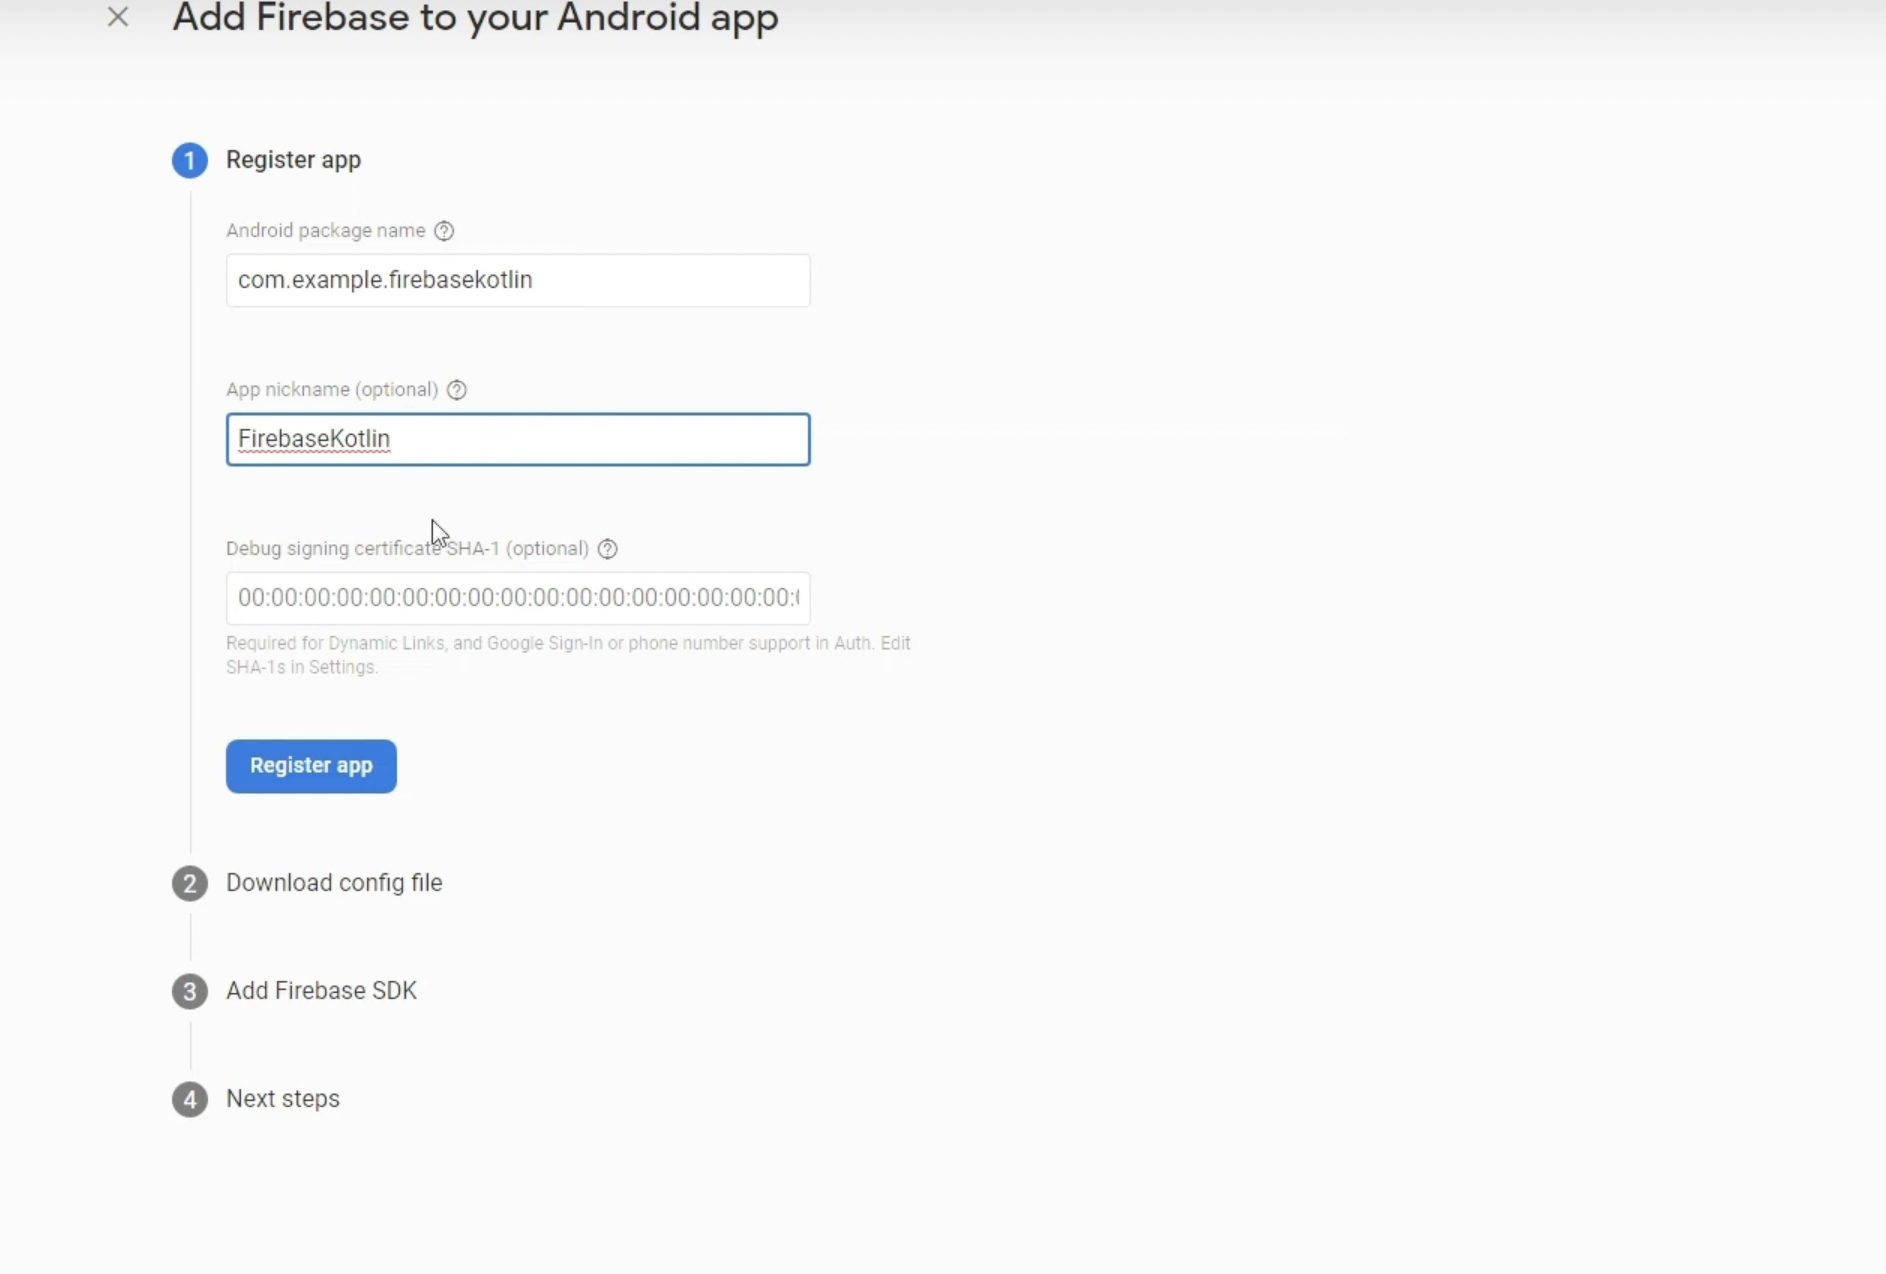 Add Firebase to your Android app
1 Register app
Android package name
com.example.firebasekotlin
App nickname (optional)
FirebaseKotlin
Debug signing certificate SHA-1 (optional)
00:00:00:00:00:00:00:00:00:00:00:00:00:00:00:00:00:
Required for Dynamic Links, and Google Sign-In or phone number support in Auth. Edit
SHA-1s in Settings.
Register app
2 Download config file
3 Add Firebase SDK
4 Next steps